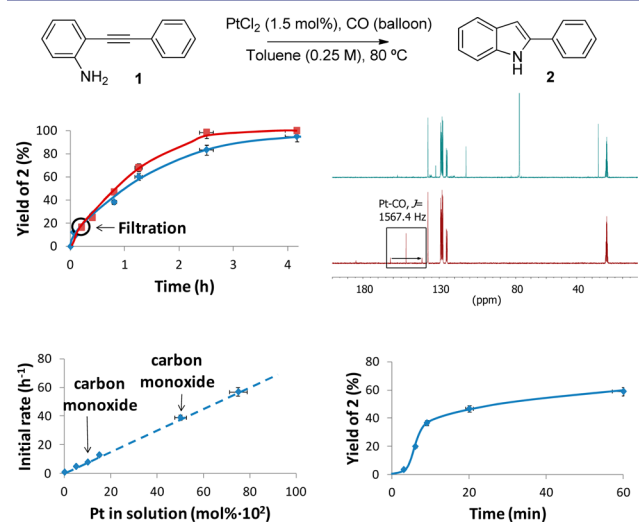 PtCl2 (1.5 mol%), CO (balloon)
Toluene (0.25 M), 80 ºC
NH2
1
N
H
2
Yield of 2 (%)
100
80
60
40
20
0
Filtration
0
1
2
3
4
Time (h)
Pt-CO, J=
1567.4 Hz
180
120
80
40
(ppm)
Initial rate (h-1)
80
60
40
20
0
carbon
monoxide
carbon
monoxide
0
20
40
60
80
100
Pt in solution (mol%·10²)
Yield of 2 (%)
80
60
40
20
0
0
20
40
60
Time (min)